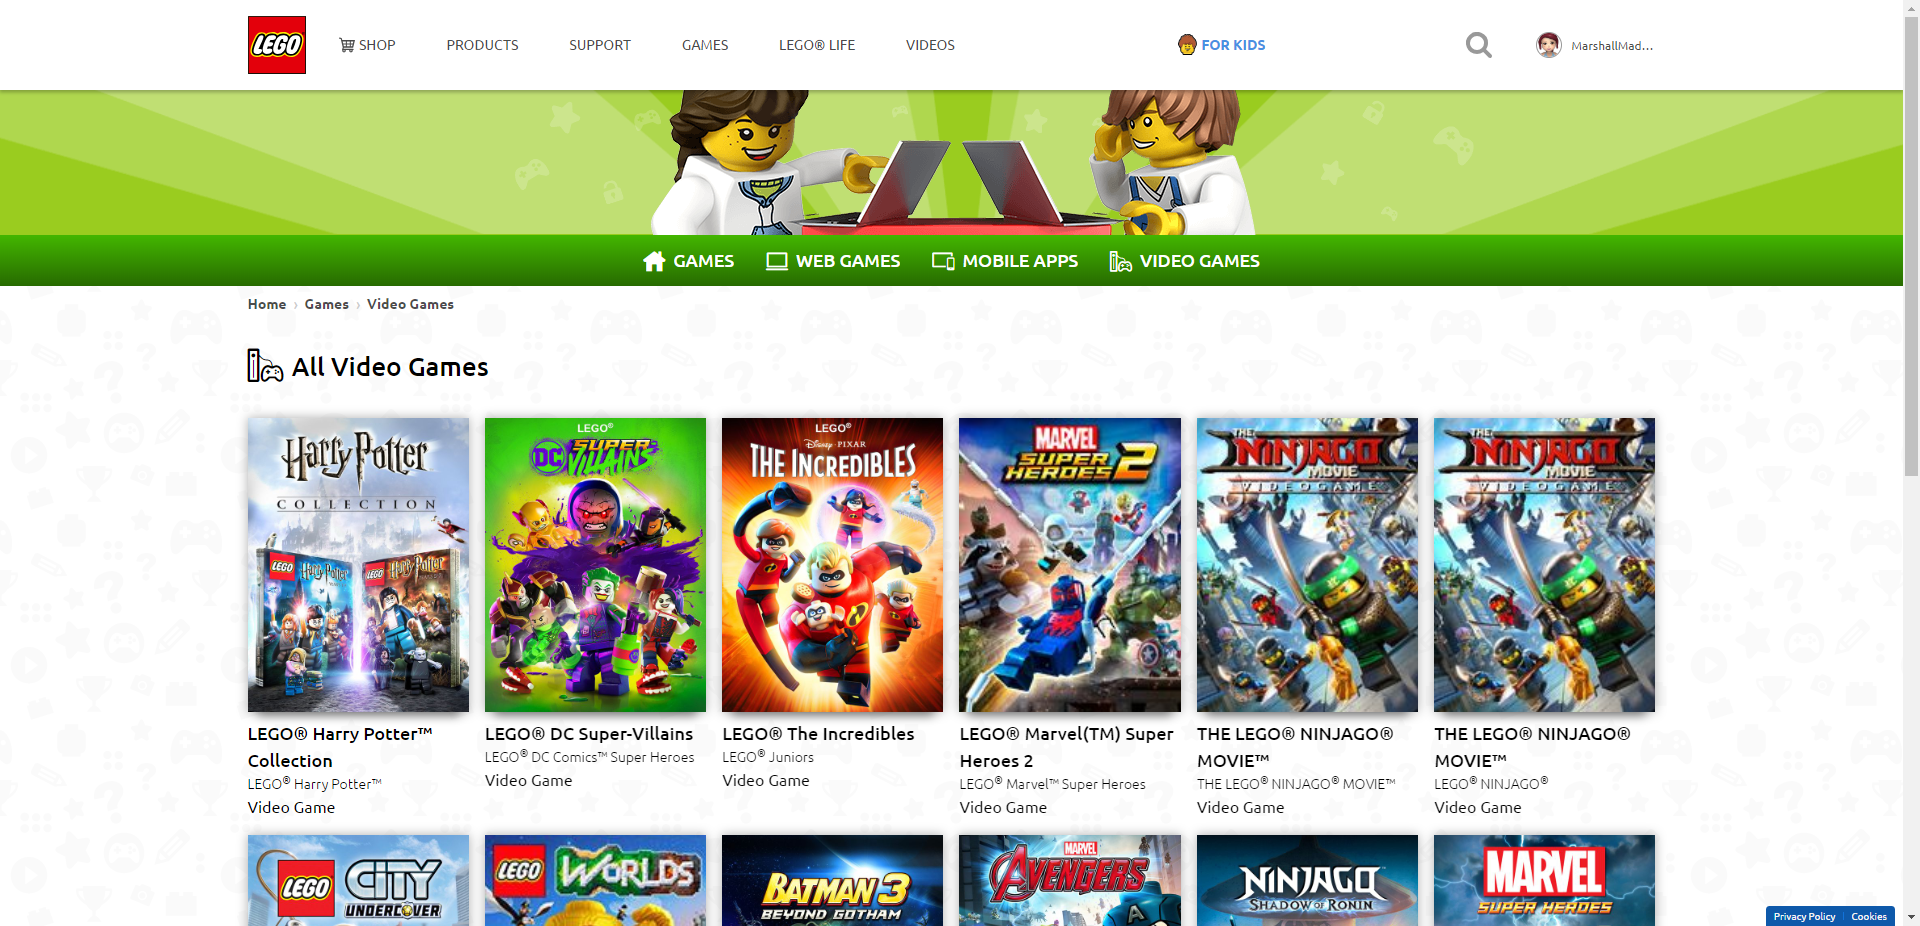 LEGO
SHOP
PRODUCTS
SUPPORT
GAMES
LEGO® LIFE
VIDEOS
FOR KIDS
MarshallMad...
GAMES
WEB GAMES
MOBILE APPS
VIDEO GAMES
Home › Games › Video Games
All Video Games
Harry Potter
COLLECTION
LEGO Harry Potter
LEGO Harry Potter
LEGO® Harry Potter™
Collection
LEGO® Harry Potter™
Video Game
LEGO®
DC SUPER-VILLAINS
LEGO® DC Super-Villains
LEGO® DC Comics™ Super Heroes
Video Game
LEGO®
Disney · PIXAR
THE INCREDIBLES
LEGO® The Incredibles
LEGO® Juniors
Video Game
MARVEL
SUPER
HEROES 2
LEGO® Marvel(TM) Super
Heroes 2
LEGO® Marvel™ Super Heroes
Video Game
THE
NINJAGO
MOVIE
VIDEOGAME
THE LEGO® NINJAGO®
MOVIE™
THE LEGO® NINJAGO® MOVIE™
Video Game
THE
NINJAGO
MOVIE
VIDEOGAME
THE LEGO® NINJAGO®
MOVIE™
LEGO® NINJAGO®
Video Game
LEGO CITY
UNDERCOVER
LEGO WORLDS
BATMAN 3
BEYOND GOTHAM
MARVEL
AVENGERS
NINJAGO
SHADOW OF RONIN
MARVEL
SUPER HEROES
Privacy Policy
Cookies